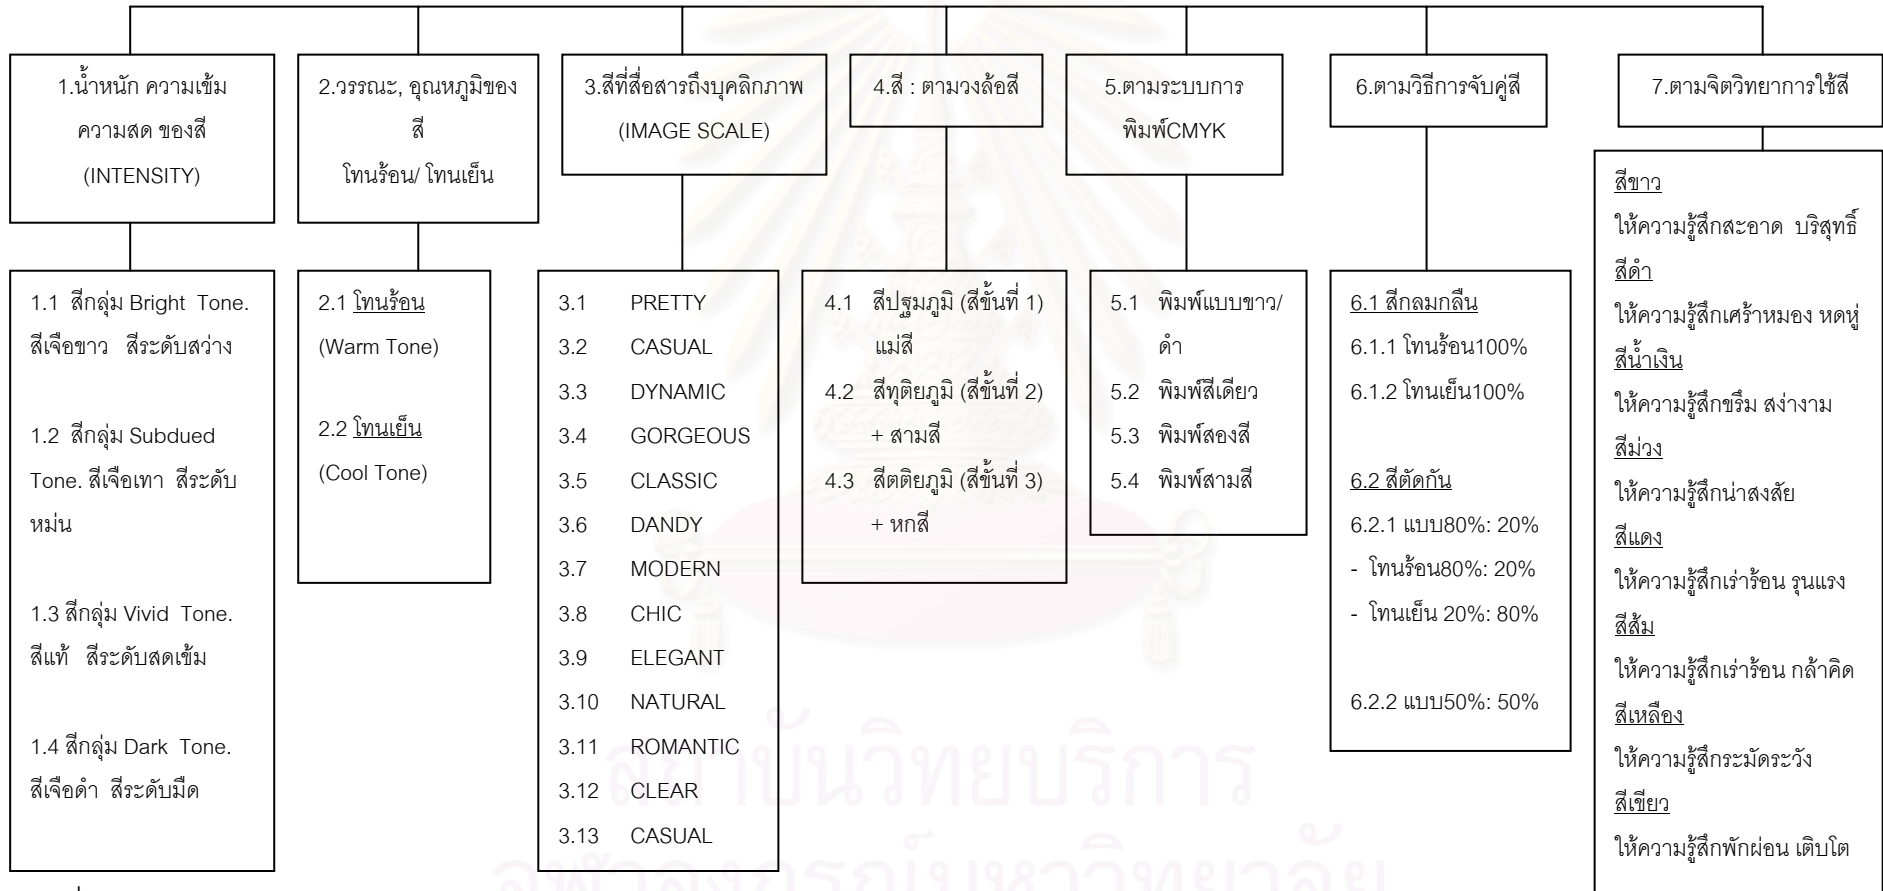 1.น้ำหนัก ความเข้ม
ความสด ของสี
(INTENSITY)
2.วรรณะ, อุณหภูมิของ
สี
โทนร้อน/ โทนเย็น
3.สีที่สื่อสารถึงบุคลิกภาพ
(IMAGE SCALE)
4.สี : ตามวงล้อสี
5.ตามระบบการ
พิมพ์CMYK
6.ตามวิธีการจับคู่สี
7.ตามจิตวิทยาการใช้สี
1.1 สีกลุ่ม Bright Tone.
สีเจือขาว สีระดับสว่าง
1.2 สีกลุ่ม Subdued
Tone. สีเจือเทา สีระดับ
หม่น
1.3 สีกลุ่ม Vivid Tone.
สีแท้ สีระดับสดเข้ม
1.4 สีกลุ่ม Dark Tone.
สีเจือดำ สีระดับมืด
2.1 โทนร้อน
(Warm Tone)
2.2 โทนเย็น
(Cool Tone)
3.1 PRETTY
3.2 CASUAL
3.3 DYNAMIC
3.4 GORGEOUS
3.5 CLASSIC
3.6 DANDY
3.7 MODERN
3.8 CHIC
3.9 ELEGANT
3.10 NATURAL
3.11 ROMANTIC
3.12 CLEAR
3.13 CASUAL
4.1 สีปฐมภูมิ (สีขั้นที่ 1)
แม่สี
4.2 สีทุติยภูมิ (สีขั้นที่ 2)
+ สามสี
4.3 สีตติยภูมิ (สีขั้นที่ 3)
+ หกสี
5.1 พิมพ์แบบขาว/
ดำ
5.2 พิมพ์สีเดียว
5.3 พิมพ์สองสี
5.4 พิมพ์สามสี
6.1 สีกลมกลืน
6.1.1 โทนร้อน100%
6.1.2 โทนเย็น100%
6.2 สีตัดกัน
6.2.1 แบบ80%: 20%
- โทนร้อน80%: 20%
- โทนเย็น 20%: 80%
6.2.2 แบบ50%: 50%
สีขาว
ให้ความรู้สึกสะอาด บริสุทธิ์
สีดำ
ให้ความรู้สึกเศร้าหมอง หดหู่
สีน้ำเงิน
ให้ความรู้สึกขรึม สง่างาม
สีม่วง
ให้ความรู้สึกน่าสงสัย
สีแดง
ให้ความรู้สึกเร่าร้อน รุนแรง
สีส้ม
ให้ความรู้สึกเร่าร้อน กล้าคิด
สีเหลือง
ให้ความรู้สึกระมัดระวัง
สีเขียว
ให้ความรู้สึกพักผ่อน เติบโต
สถาบันวิทยบริการ
จุฬาลงกรณ์มหาวิทยาลัย